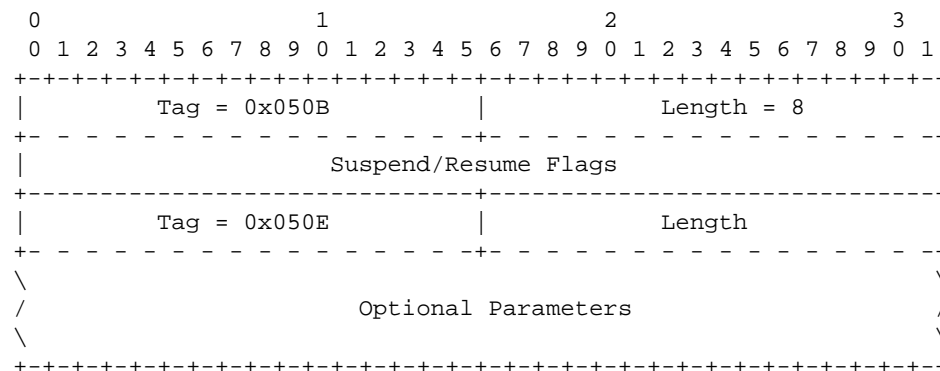 0                   1                   2                   3
 0 1 2 3 4 5 6 7 8 9 0 1 2 3 4 5 6 7 8 9 0 1 2 3 4 5 6 7 8 9 0 1
+-+-+-+-+-+-+-+-+-+-+-+-+-+-+-+-+-+-+-+-+-+-+-+-+-+-+-+-+-+-+-+--
|         Tag = 0x050B          |            Length = 8
+- - - - - - - - - - - - - - - -+- - - - - - - - - - - - - - - --
|                     Suspend/Resume Flags
+-------------------------------+--------------------------------
|         Tag = 0x050E          |              Length
+- - - - - - - - - - - - - - - -+- - - - - - - - - - - - - - - --
\                                                               \
/                       Optional Parameters                     /
\                                                               \
+-+-+-+-+-+-+-+-+-+-+-+-+-+-+-+-+-+-+-+-+-+-+-+-+-+-+-+-+-+-+-+--